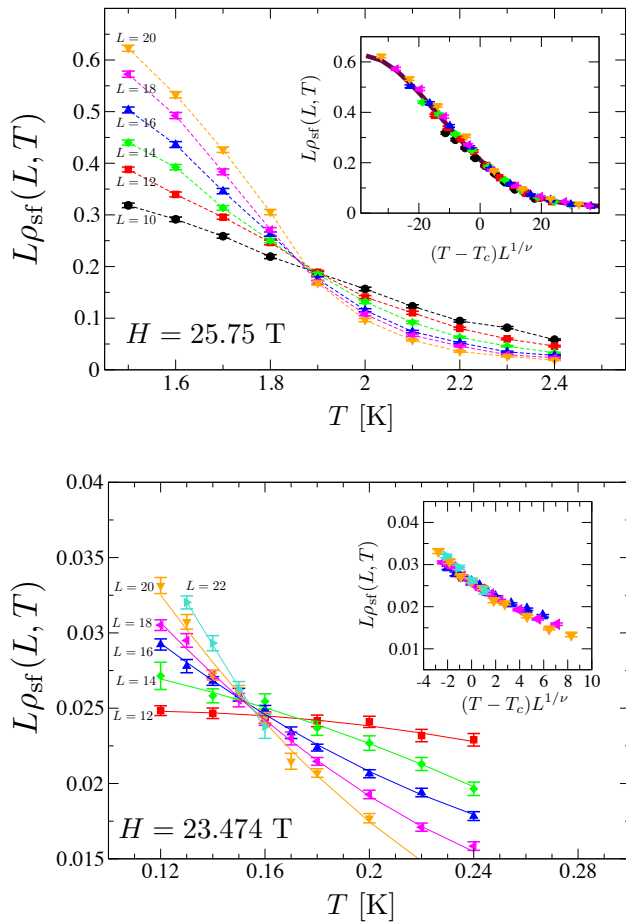 0.6
0.5
0.4
0.3
0.2
0.1
0
Lρsf(L, T)
L = 20
L = 18
L = 16
L = 14
L = 12
L = 10
H = 25.75 T
1.6 1.8 2 2.2 2.4
T [K]
0.6
0.4
0.2
0
Lρsf(L, T)
-20 0 20
(T − Tc)L^{1/ν}
0.04
0.035
0.03
0.025
0.02
0.015
Lρsf(L, T)
L = 20
L = 22
L = 18
L = 16
L = 14
L = 12
H = 23.474 T
0.12 0.16 0.20 0.24 0.28
T [K]
0.04
0.03
0.02
0.01
Lρsf(L, T)
-4 -2 0 2 4 6 8 10
(T − Tc)L^{1/ν}